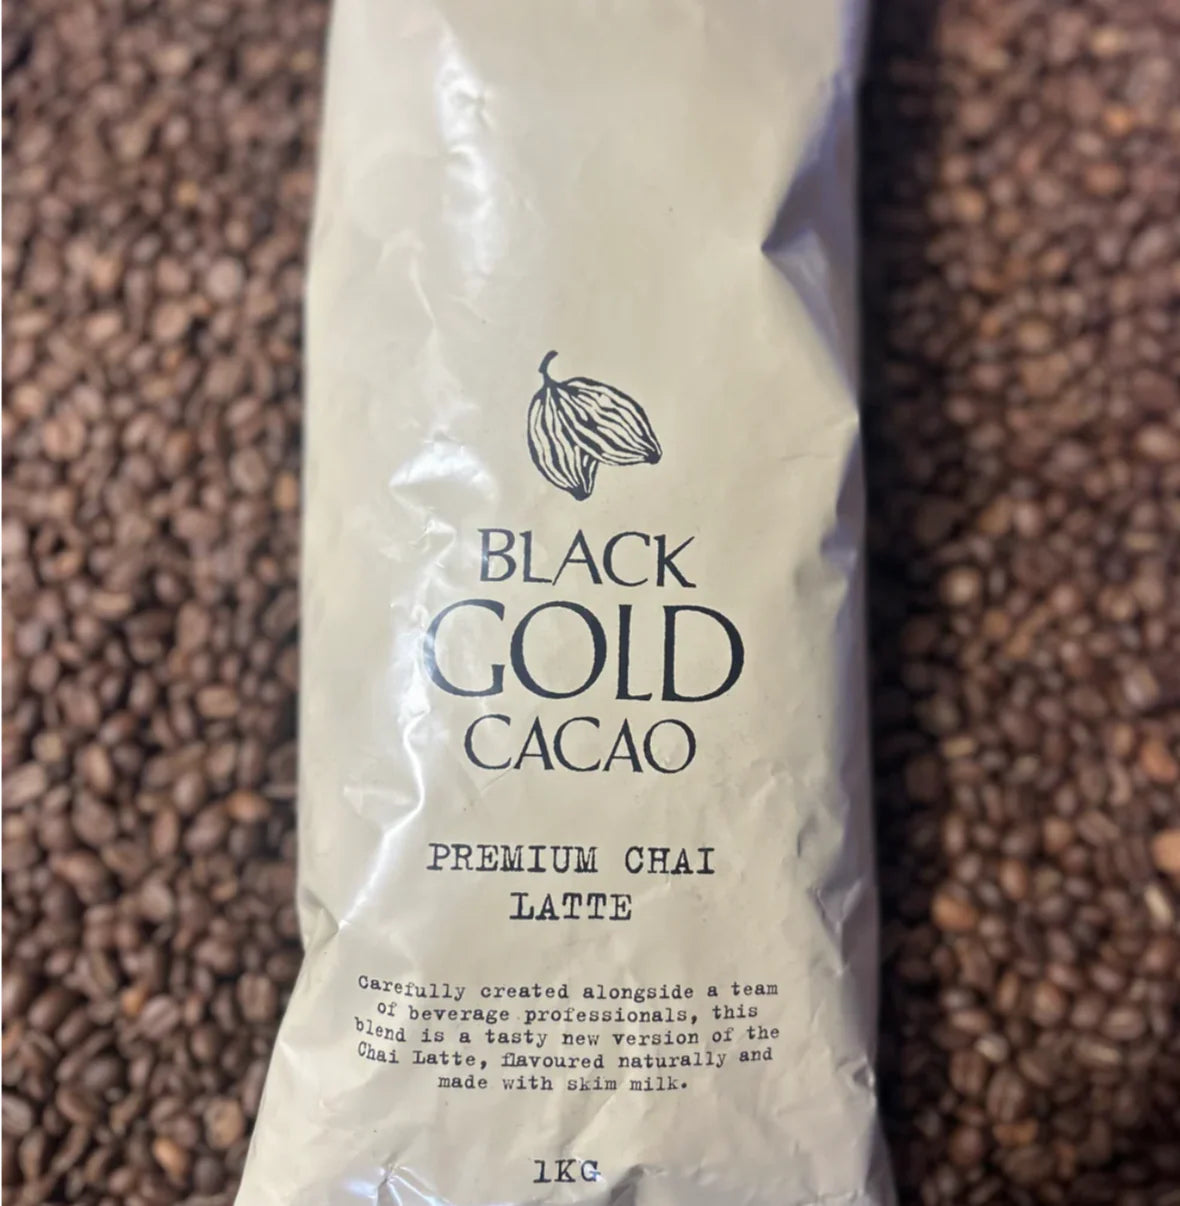 BLACK
GOLD
CACAO
PREMIUM CHAI
LATTE
Carefully created alongside a team
of beverage professionals, this
blend is a tasty new version of the
Chai Latte, flavoured naturally and
made with skim milk.
1KG